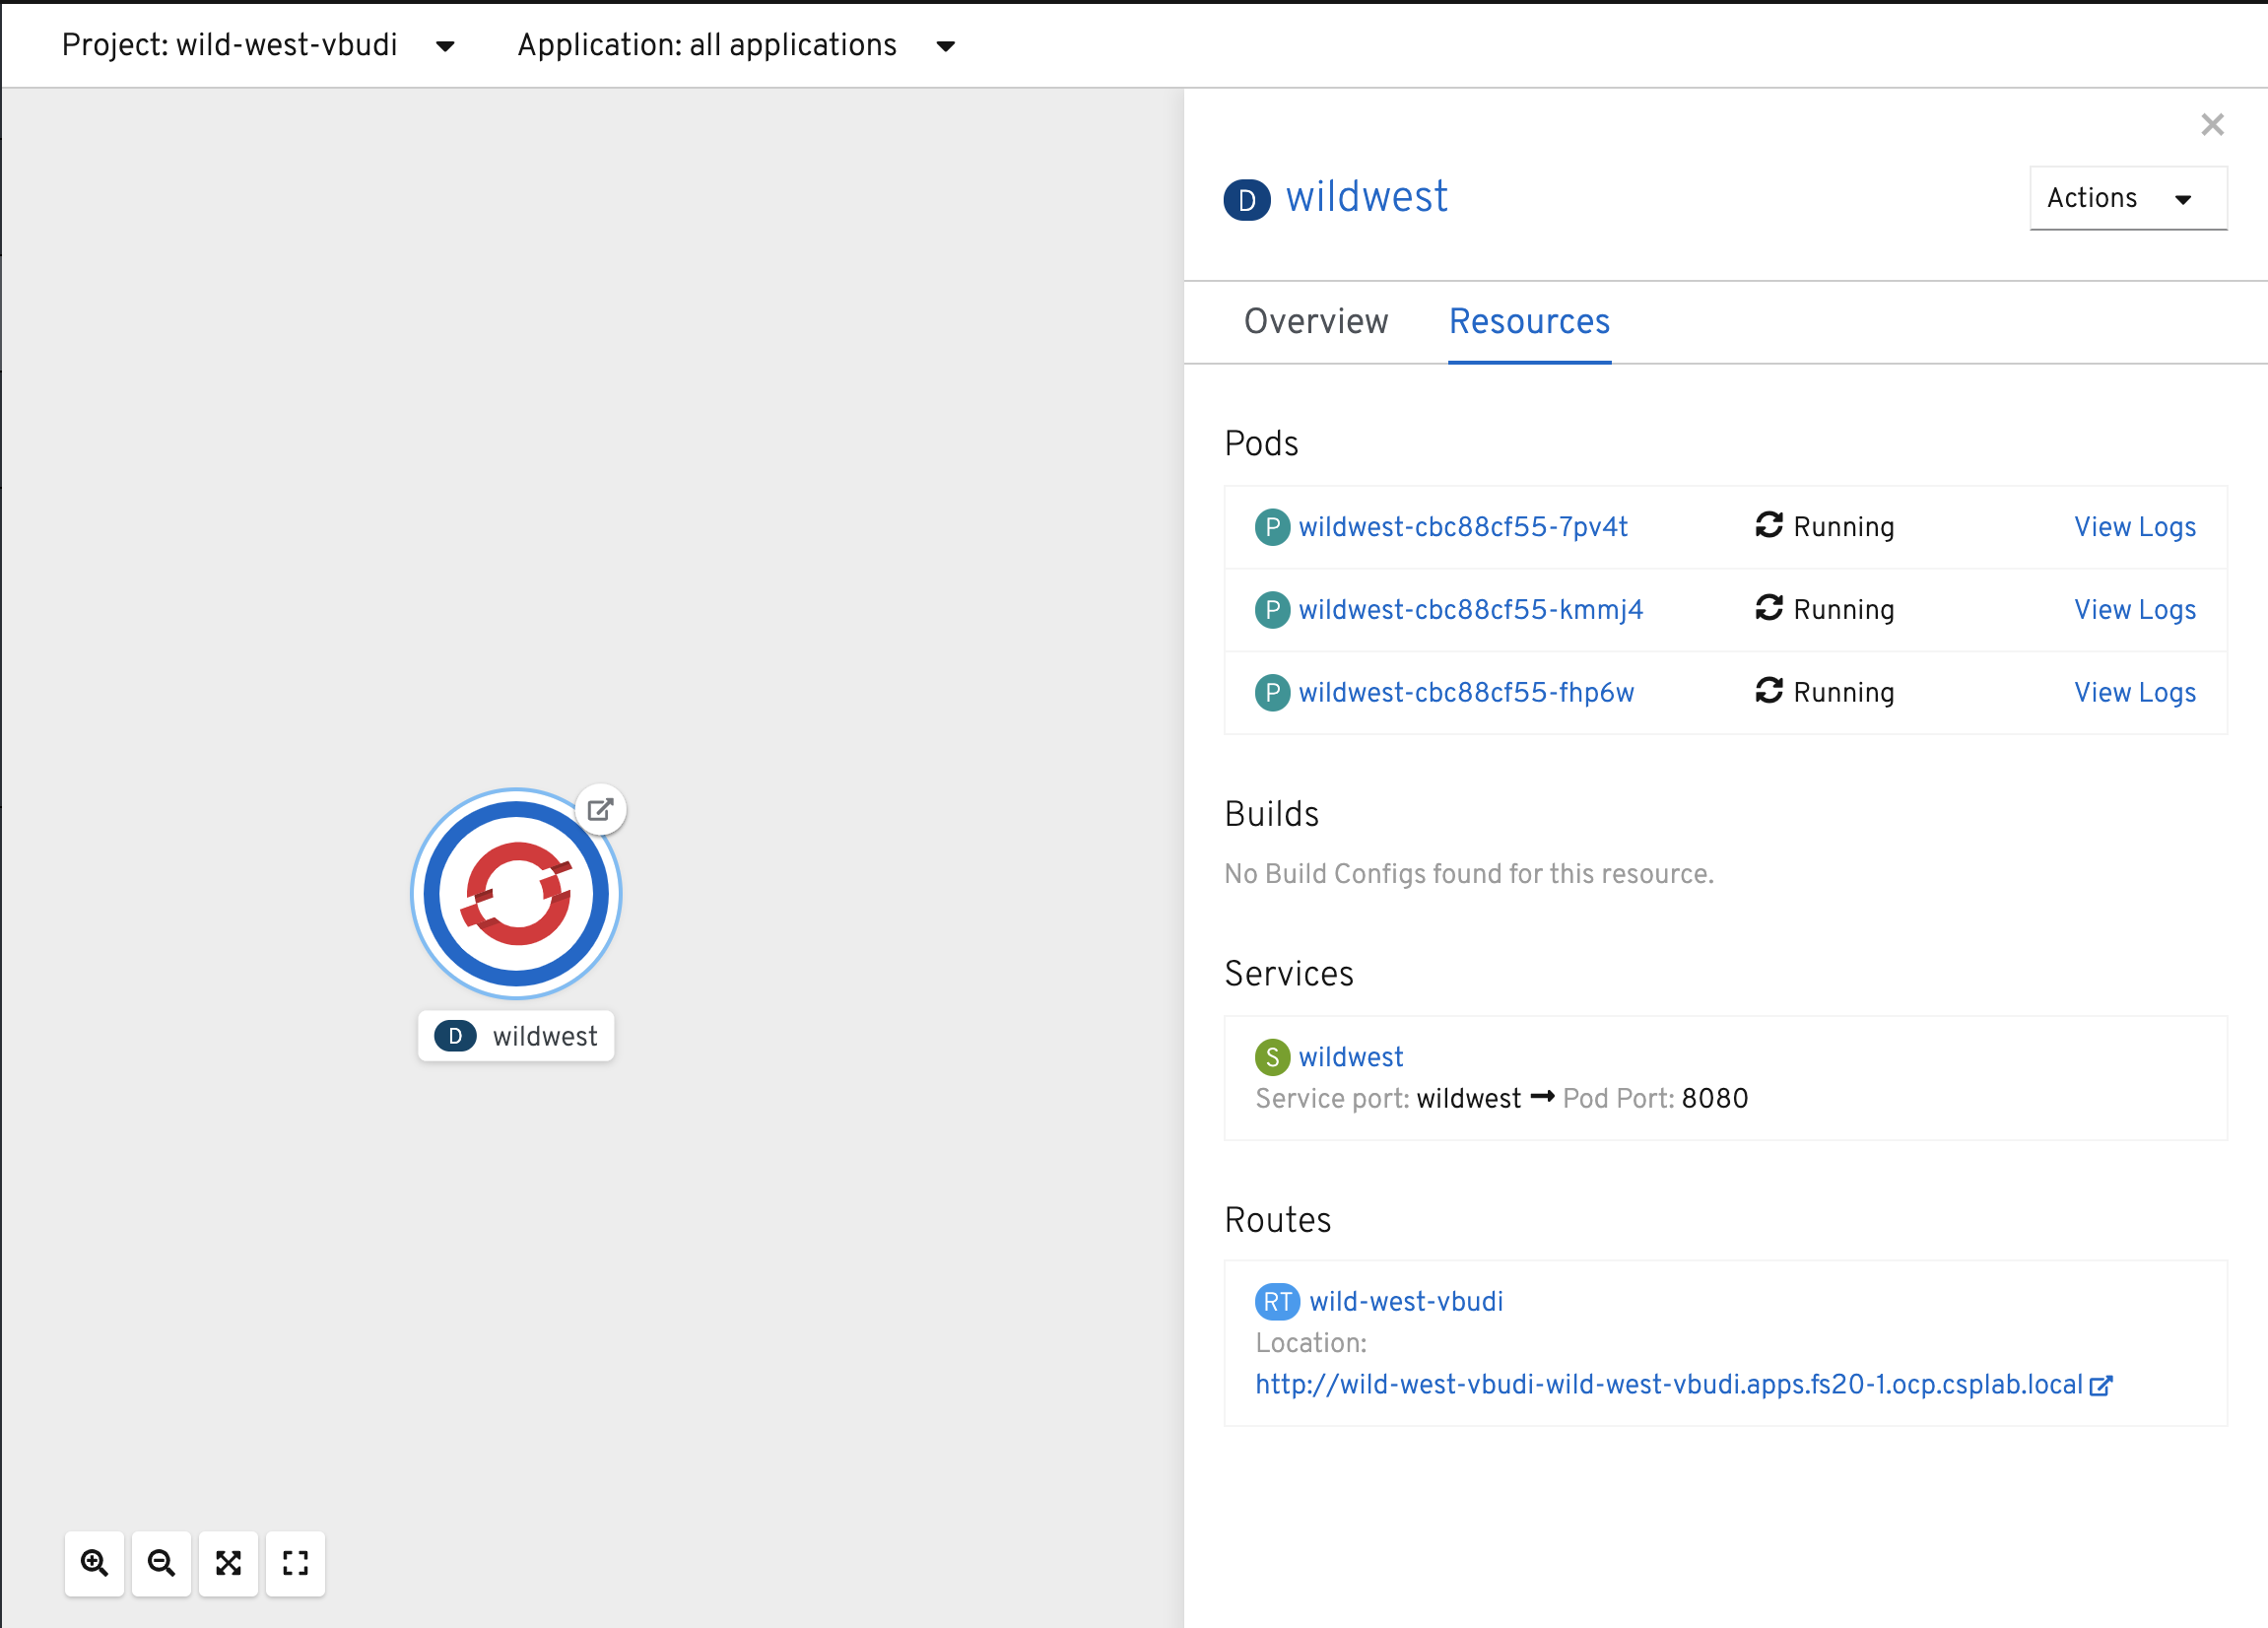 Project: wild-west-vbudi Application: all applications
D wildwest
Actions
Overview Resources
Pods
P wildwest-cbc88cf55-7pv4t Running View Logs
P wildwest-cbc88cf55-kmmj4 Running View Logs
P wildwest-cbc88cf55-fhp6w Running View Logs
Builds
No Build Configs found for this resource.
Services
S wildwest
Service port: wildwest → Pod Port: 8080
Routes
RT wild-west-vbudi
Location:
http://wild-west-vbudi-wild-west-vbudi.apps.fs20-1.ocp.csplab.local
D wildwest